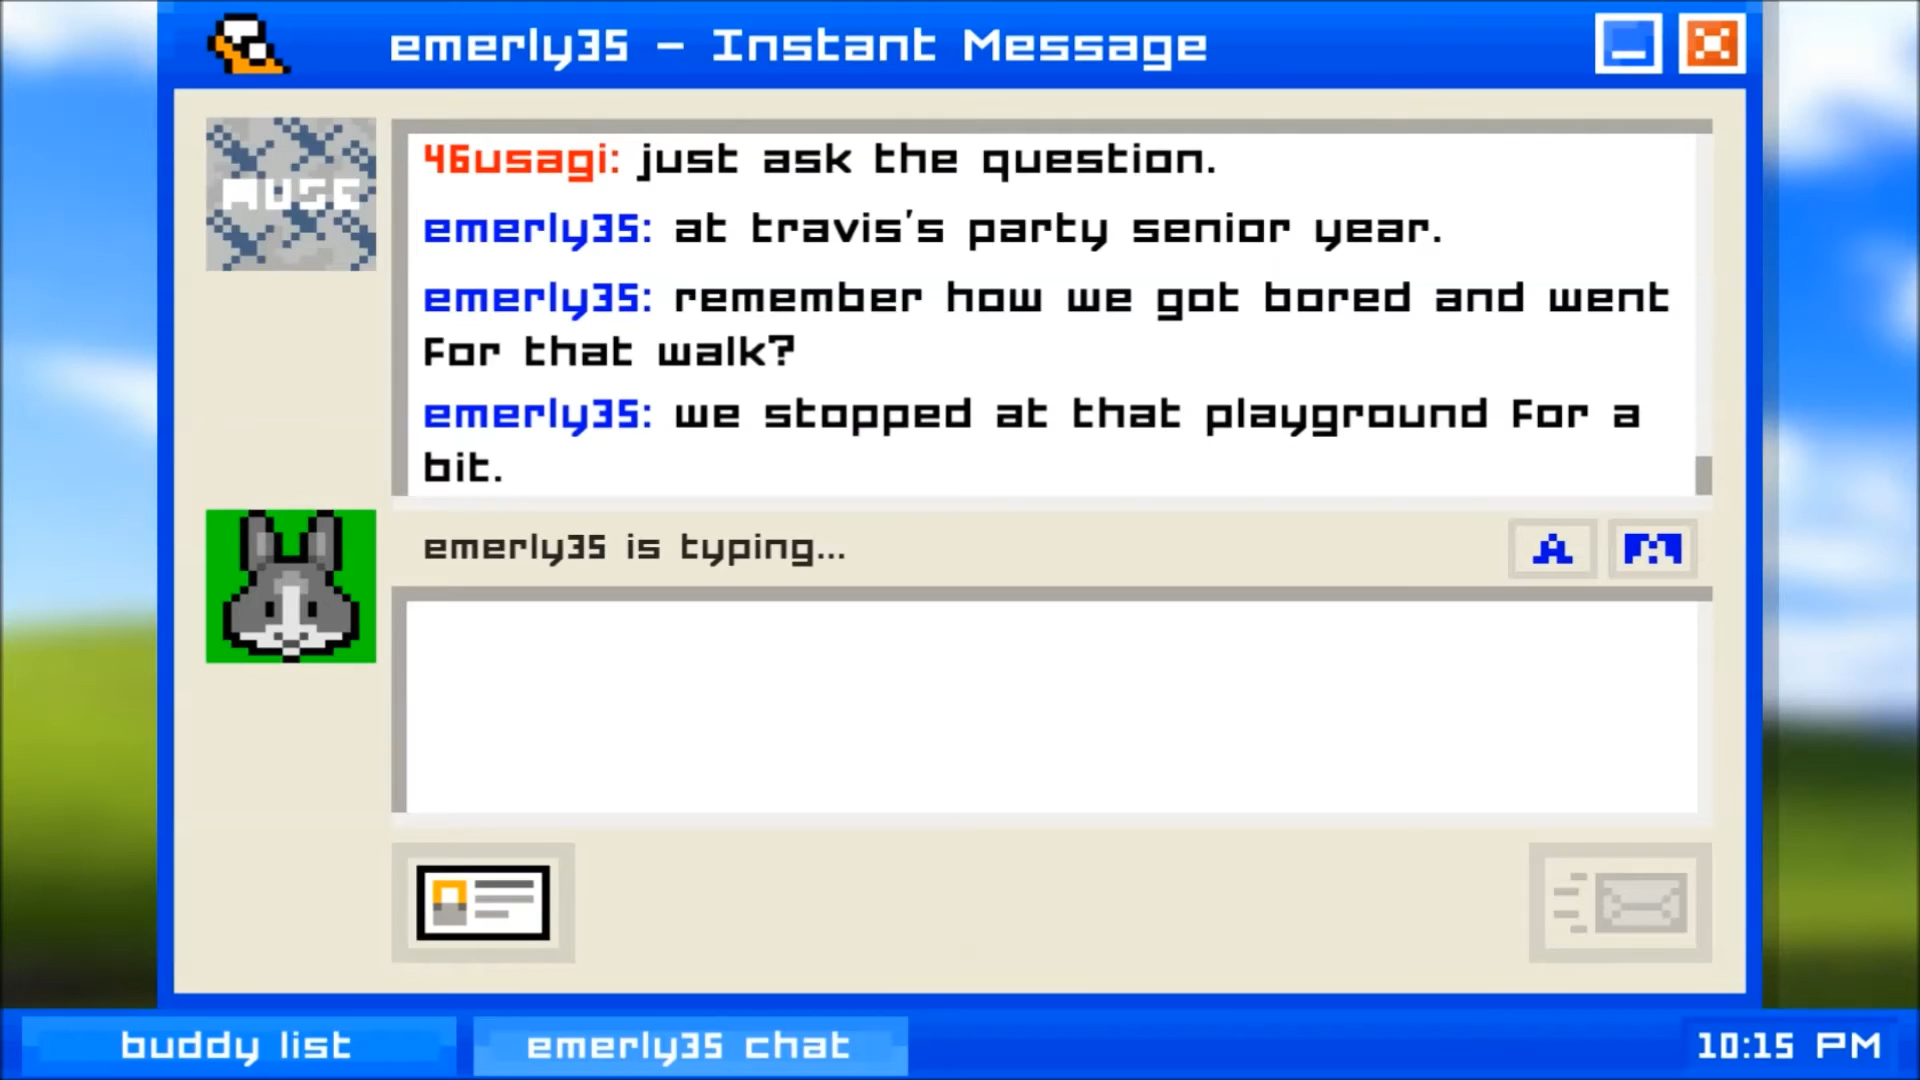 emerly35 - Instant Message
MUSE
46usagi: just ask the question.
emerly35: at travis's party senior year.
emerly35: remember how we got bored and went
for that walk?
emerly35: we stopped at that playground for a
bit.
emerly35 is typing...
A
buddy list
emerly35 chat
10:15 PM